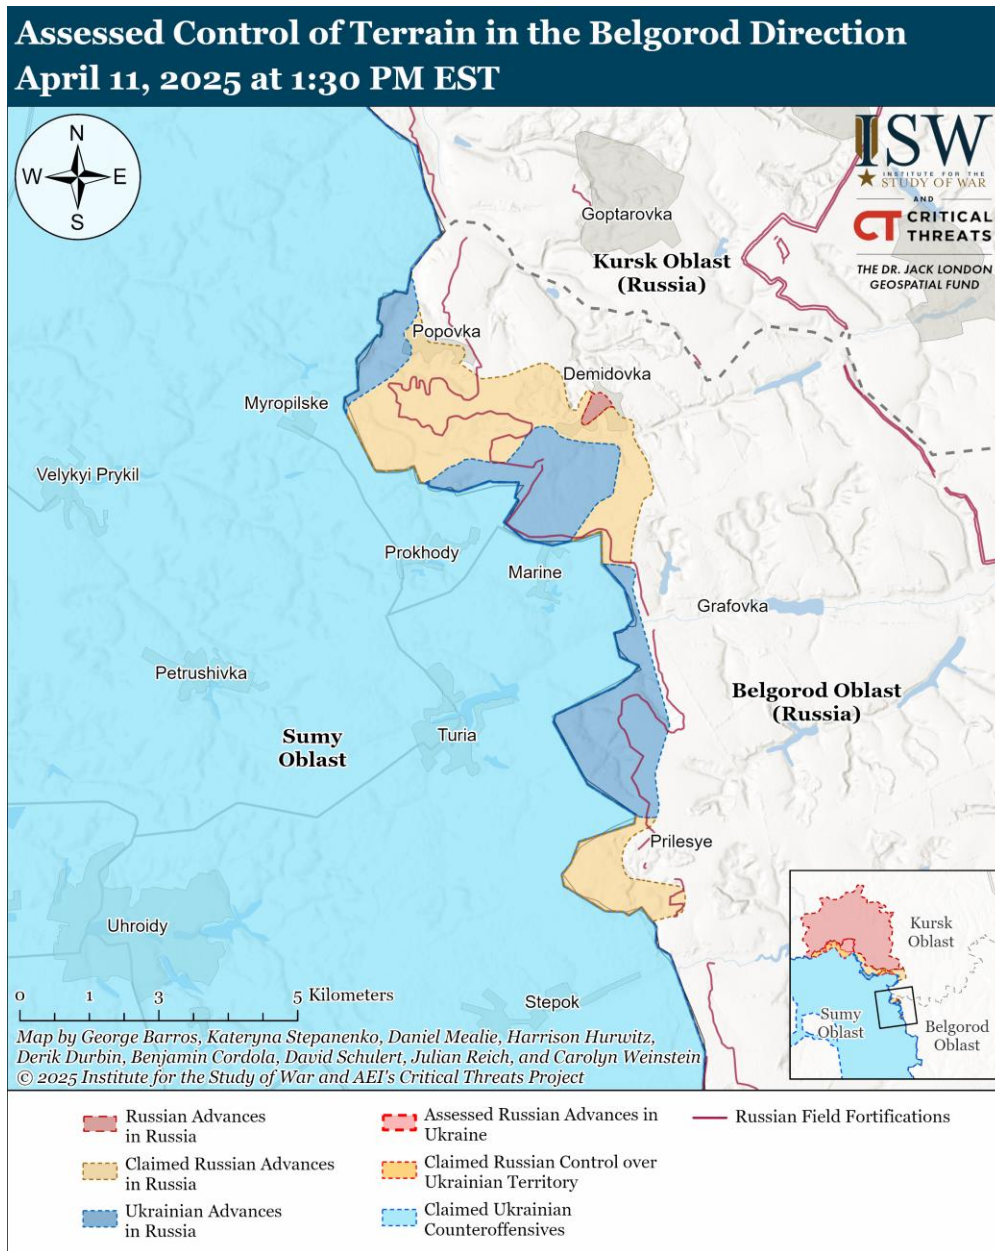 Assessed Control of Terrain in the Belgorod Direction
April 11, 2025 at 1:30 PM EST
N
W
E
S
ISW
INSTITUTE FOR THE
STUDY OF WAR
AND
CT CRITICAL
THREATS
THE DR. JACK LONDON
GEOSPATIAL FUND
Goptarovka
Kursk Oblast
(Russia)
Popovka
Demidovka
Myropilske
Velykyi Prykil
Prokhody
Marine
Grafovka
Petrushivka
Belgorod Oblast
(Russia)
Sumy
Oblast
Turia
Prilesye
Uhroidy
Stepok
Kursk
Oblast
Sumy
Oblast
Belgorod
Oblast
0 1 3 5 Kilometers
Map by George Barros, Kateryna Stepanenko, Daniel Mealie, Harrison Hurwitz,
Derik Durbin, Benjamin Cordola, David Schulert, Julian Reich, and Carolyn Weinstein
© 2025 Institute for the Study of War and AEI's Critical Threats Project
Russian Advances
in Russia
Claimed Russian Advances
in Russia
Ukrainian Advances
in Russia
Assessed Russian Advances in
Ukraine
Claimed Russian Control over
Ukrainian Territory
Claimed Ukrainian
Counteroffensives
Russian Field Fortifications